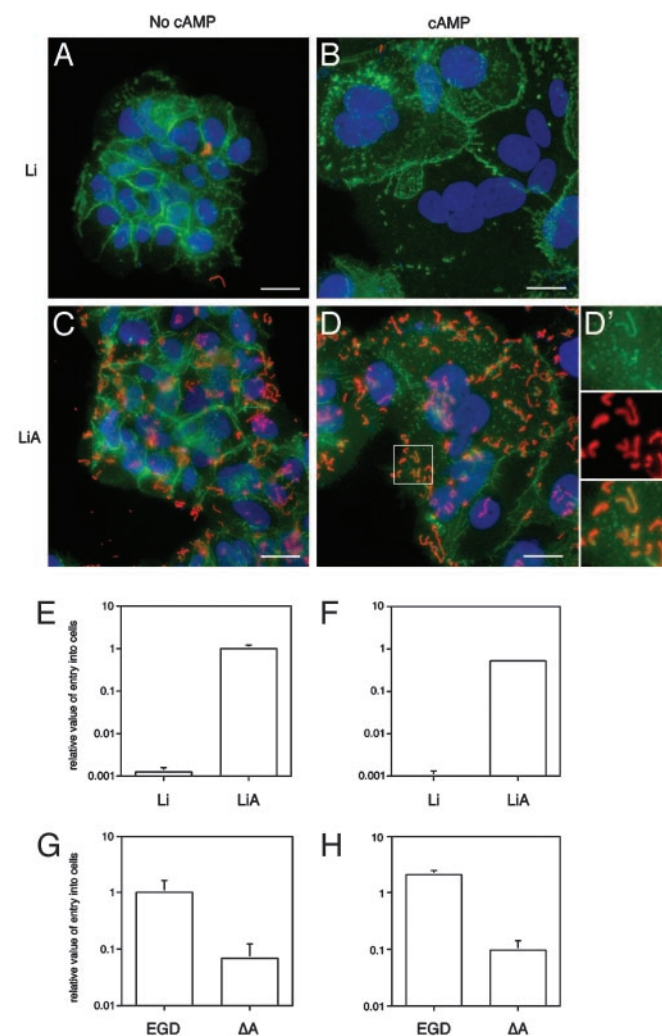 No cAMP
cAMP
A
B
Li
C
D
D'
LiA
E
F
relative value of entry into cells
10
1
0.1
0.01
0.001
Li
LiA
10
1
0.1
0.01
0.001
Li
LiA
G
H
relative value of entry into cells
10
1
0.1
0.01
EGD
ΔA
10
1
0.1
0.01
EGD
ΔA